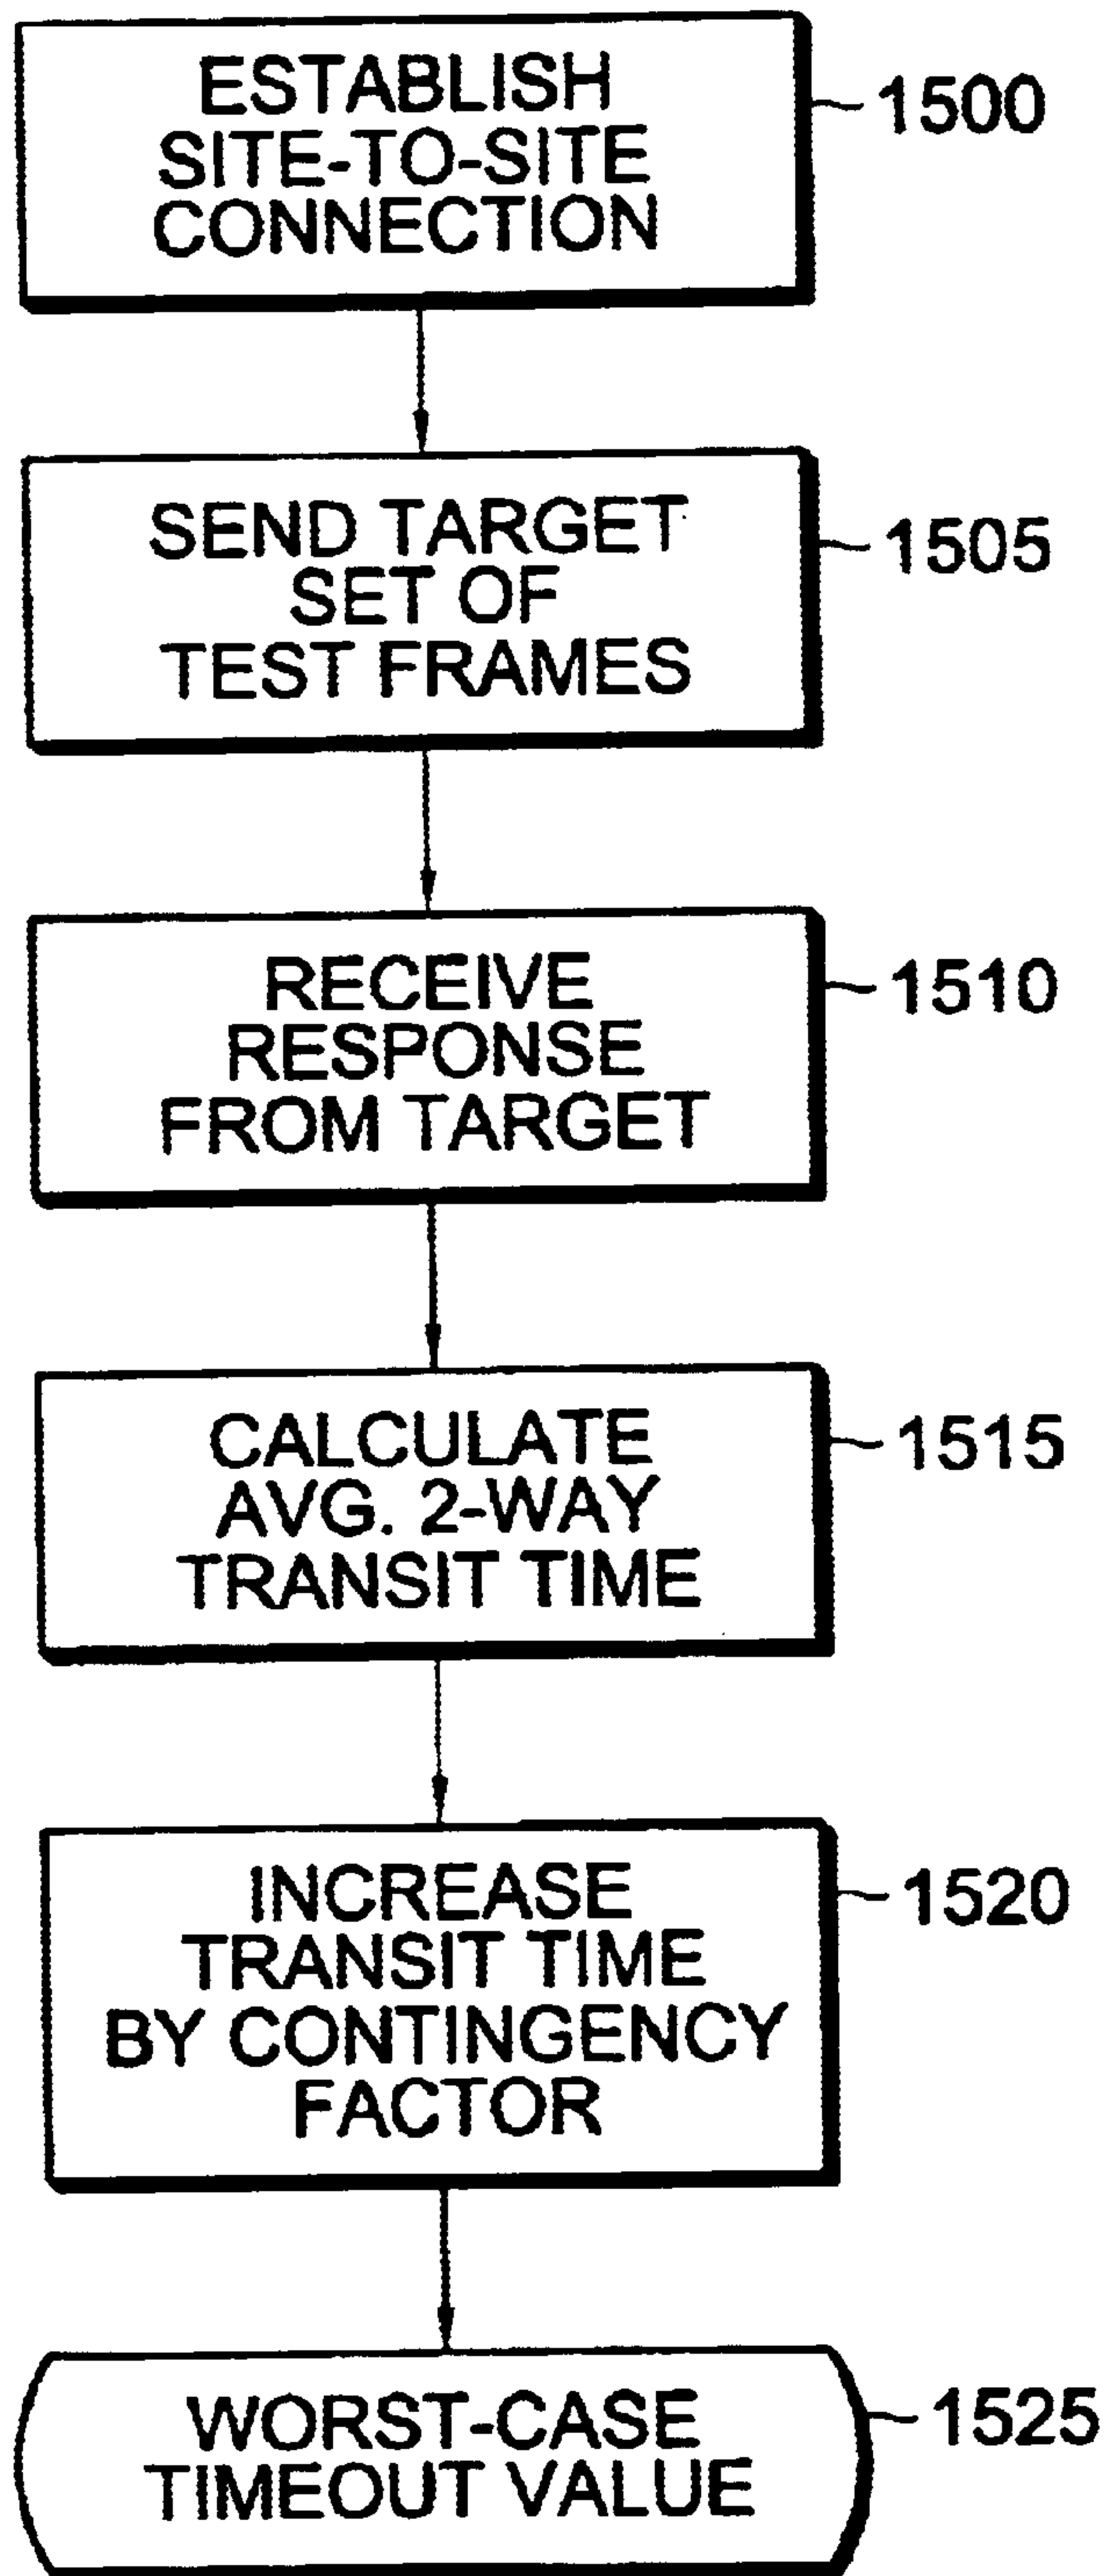 ESTABLISH
SITE-TO-SITE
CONNECTION
1500
SEND TARGET
SET OF
TEST FRAMES
1505
RECEIVE
RESPONSE
FROM TARGET
1510
CALCULATE
AVG. 2-WAY
TRANSIT TIME
1515
INCREASE
TRANSIT TIME
BY CONTINGENCY
FACTOR
1520
WORST-CASE
TIMEOUT VALUE
1525